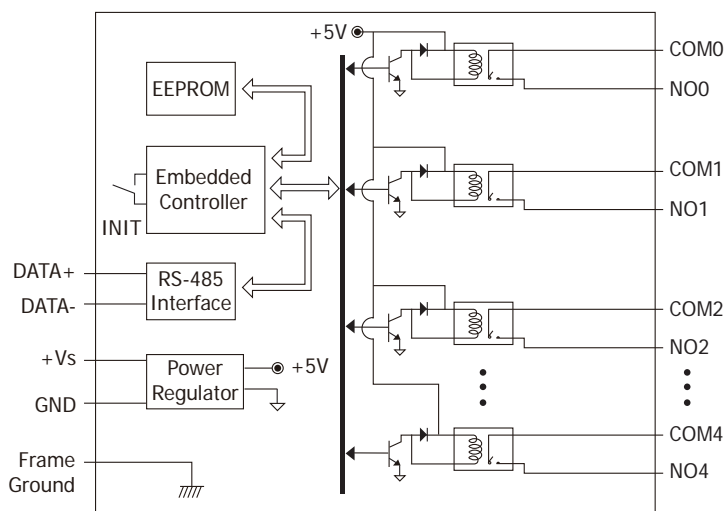 +5V
COM0
NO0
EEPROM
Embedded
Controller
INIT
COM1
NO1
DATA+
DATA-
RS-485
Interface
COM2
NO2
+Vs
GND
Power
Regulator
+5V
COM4
NO4
Frame
Ground